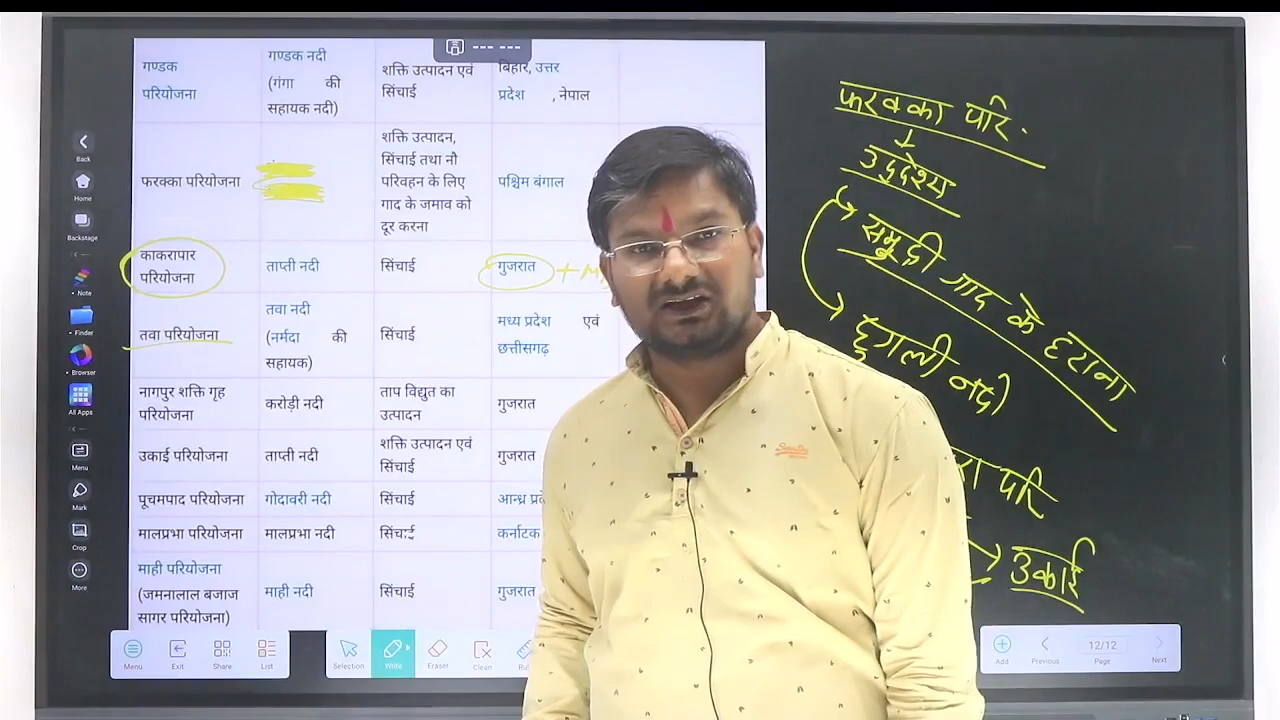 गण्डक
परियोजना
गण्डक नदी
(गंगा की
सहायक नदी)
शक्ति उत्पादन एवं
सिंचाई
बिहार, उत्तर
प्रदेश , नेपाल
फरक्का परियोजना
शक्ति उत्पादन,
सिंचाई तथा नौ
परिवहन के लिए
गाद के जमाव को
दूर करना
पश्चिम बंगाल
काकरापार
परियोजना
ताप्ती नदी
सिंचाई
गुजरात
तवा परियोजना
तवा नदी
(नर्मदा की
सहायक)
सिंचाई
मध्य प्रदेश एवं
छत्तीसगढ़
नागपुर शक्ति गृह
परियोजना
करोड़ी नदी
ताप विद्युत का
उत्पादन
गुजरात
उकाई परियोजना
ताप्ती नदी
शक्ति उत्पादन एवं
सिंचाई
गुजरात
पूचमपाद परियोजना
गोदावरी नदी
सिंचाई
आन्ध्र
मालप्रभा परियोजना
मालप्रभा नदी
सिंचाई
कर्नाटक
माही परियोजना
(जमनालाल बजाज
सागर परियोजना)
माही नदी
सिंचाई
गुजरात
फरक्का परि.
उद्देश्य
समुद्री गाद के हटाना
हुगली नदी
परि
उकाई
Back
Home
Backstage
Note
Finder
Browser
All Apps
Menu
Mark
Crop
More
Menu
Exit
Share
List
Selection
Write
Eraser
Clean
Add
Previous
12/12
Page
Next